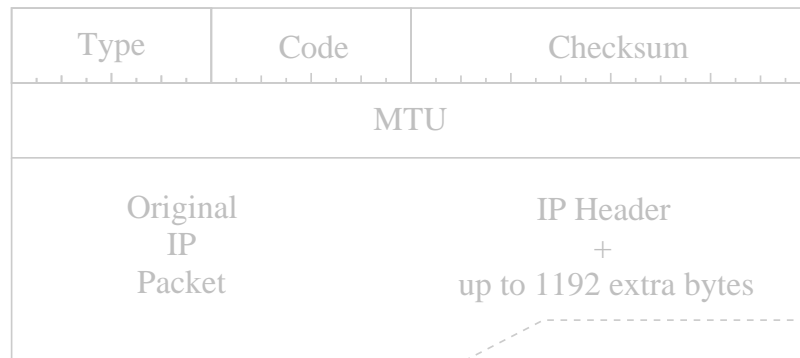 Type Code Checksum
MTU
Original IP Header
IP +
Packet up to 1192 extra bytes